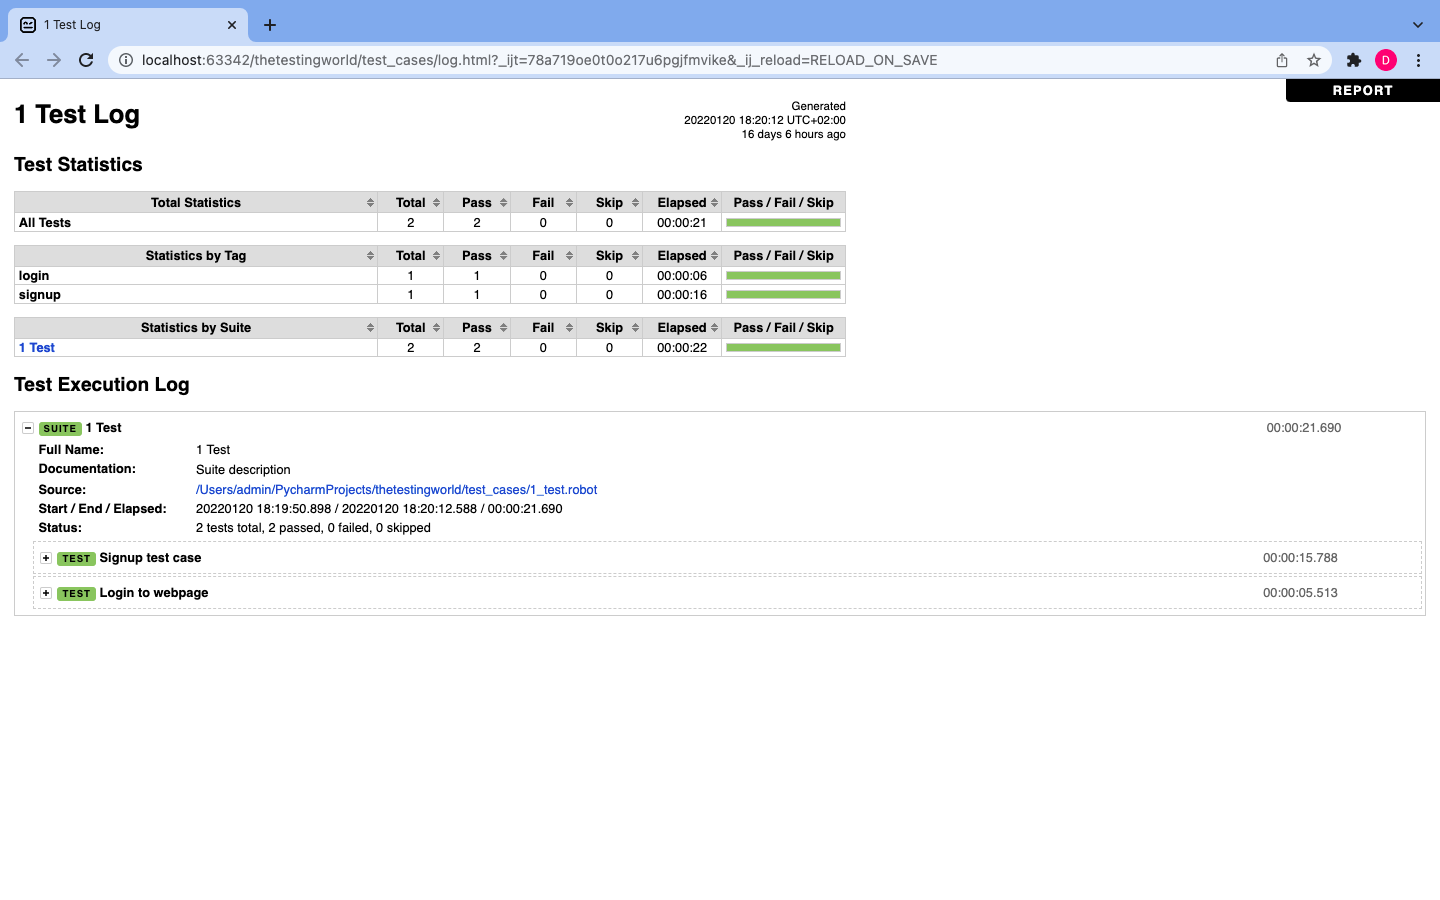 1 Test Log
localhost:63342/thetestingworld/test_cases/log.html?_ijt=78a719oe0t0o217u6pgjfmvike&_ij_reload=RELOAD_ON_SAVE
D
REPORT
1 Test Log
Generated
20220120 18:20:12 UTC+02:00
16 days 6 hours ago
Test Statistics
Total Statistics Total Pass Fail Skip Elapsed Pass / Fail / Skip
All Tests 2 2 0 0 00:00:21
Statistics by Tag Total Pass Fail Skip Elapsed Pass / Fail / Skip
login 1 1 0 0 00:00:06
signup 1 1 0 0 00:00:16
Statistics by Suite Total Pass Fail Skip Elapsed Pass / Fail / Skip
1 Test 2 2 0 0 00:00:22
Test Execution Log
SUITE 1 Test 00:00:21.690
Full Name: 1 Test
Documentation: Suite description
Source: /Users/admin/PycharmProjects/thetestingworld/test_cases/1_test.robot
Start / End / Elapsed: 20220120 18:19:50.898 / 20220120 18:20:12.588 / 00:00:21.690
Status: 2 tests total, 2 passed, 0 failed, 0 skipped
TEST Signup test case 00:00:15.788
TEST Login to webpage 00:00:05.513